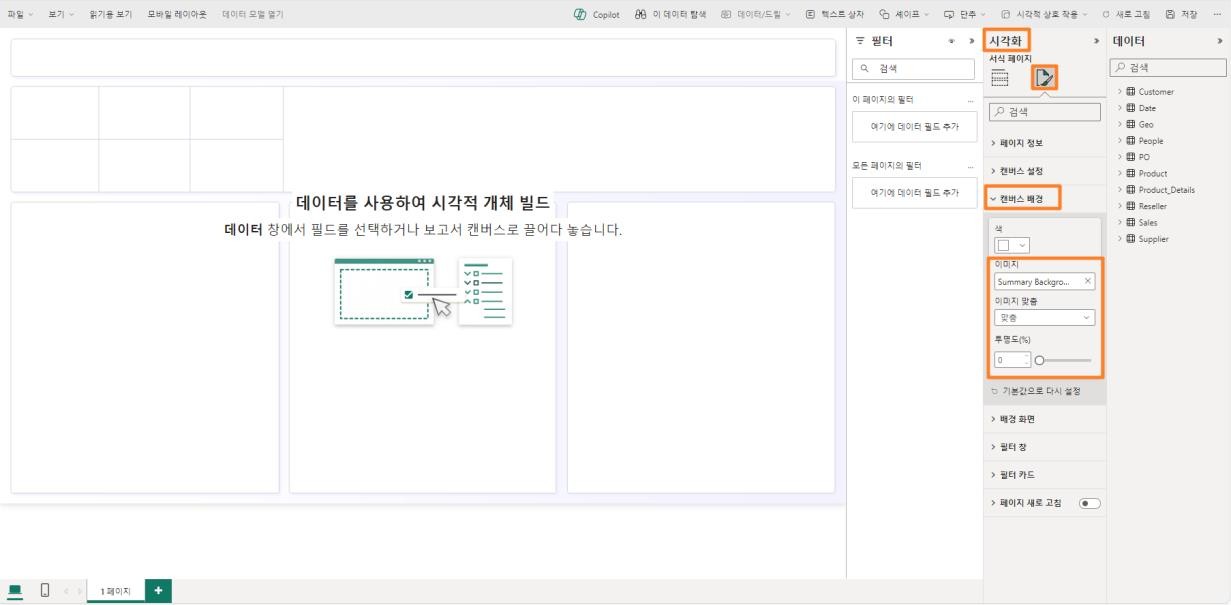 파일 보기 읽기용 보기 모바일 레이아웃 데이터 모델 열기 Copilot 이 데이터 탐색 데이터/드릴 텍스트 상자 셰이프 단추 시각적 상호 작용 새로 고침 저장 ...
데이터를 사용하여 시각적 개체 빌드
데이터 창에서 필드를 선택하거나 보고서 캔버스로 끌어다 놓습니다.
1 페이지
필터
검색
이 페이지의 필터 ...
여기에 데이터 필드 추가
모든 페이지의 필터 ...
여기에 데이터 필드 추가
시각화
서식 페이지
검색
페이지 정보
캔버스 설정
캔버스 배경
색
이미지
Summary Backgro...
이미지 맞춤
맞춤
투명도(%)
0
기본값으로 다시 설정
배경 화면
필터 창
필터 카드
페이지 새로 고침
데이터
검색
Customer
Date
Geo
People
PO
Product
Product_Details
Reseller
Sales
Supplier